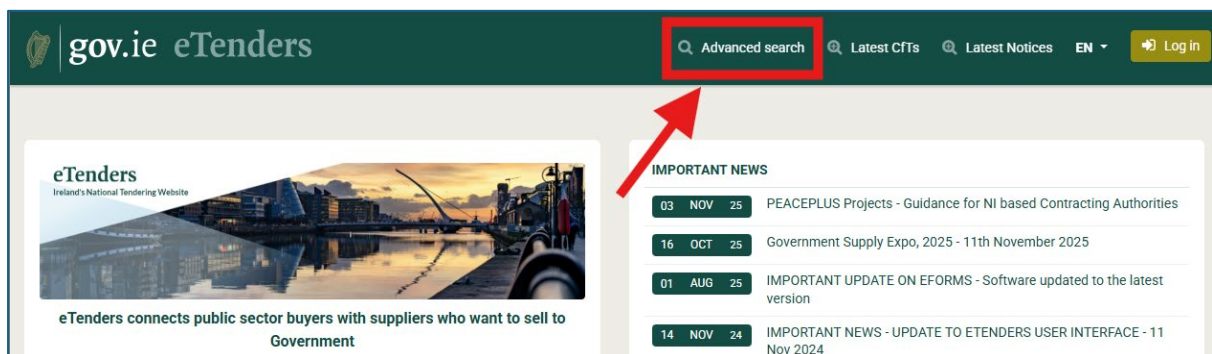 gov.ie eTenders
Advanced search
Latest CfTs
Latest Notices
EN
Log in
eTenders
Ireland's National Tendering Website
eTenders connects public sector buyers with suppliers who want to sell to
Government
IMPORTANT NEWS
03 NOV 25 PEACEPLUS Projects - Guidance for NI based Contracting Authorities
16 OCT 25 Government Supply Expo, 2025 - 11th November 2025
01 AUG 25 IMPORTANT UPDATE ON EFORMS - Software updated to the latest
version
14 NOV 24 IMPORTANT NEWS - UPDATE TO ETENDERS USER INTERFACE - 11
Nov 2024